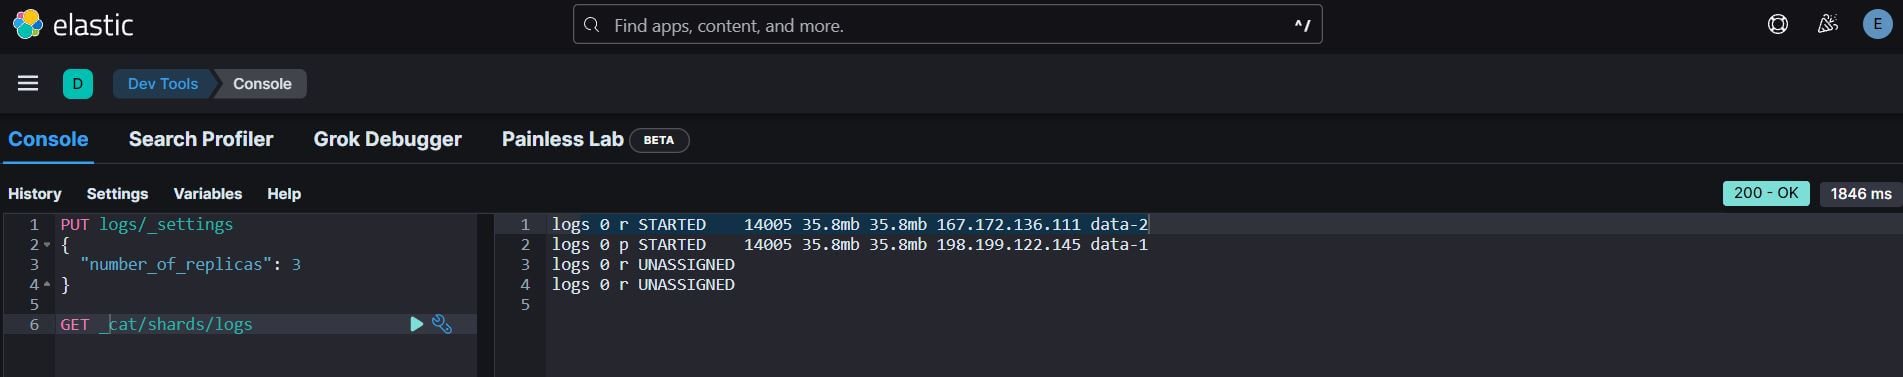 elastic
Find apps, content, and more.
^/
E
D
Dev Tools
Console
Console
Search Profiler
Grok Debugger
Painless Lab
BETA
History
Settings
Variables
Help
200 - OK
1846 ms
1 PUT logs/_settings
2 {
3 "number_of_replicas": 3
4 }
5
6 GET _cat/shards/logs
1 logs 0 r STARTED 14005 35.8mb 35.8mb 167.172.136.111 data-2
2 logs 0 p STARTED 14005 35.8mb 35.8mb 198.199.122.145 data-1
3 logs 0 r UNASSIGNED
4 logs 0 r UNASSIGNED
5